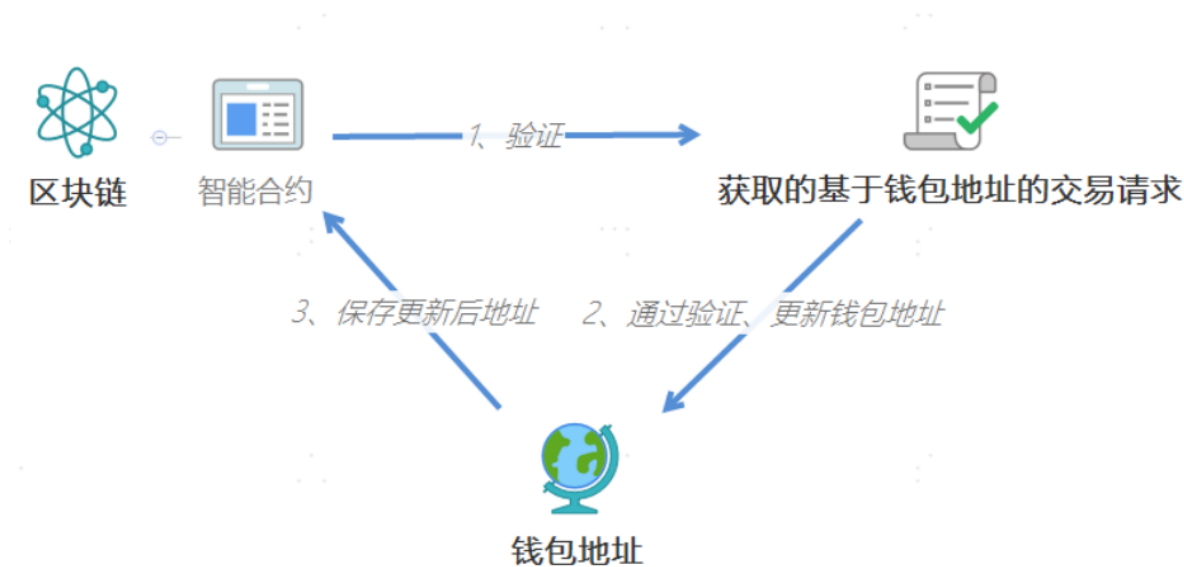 1、验证
区块链
智能合约
获取的基于钱包地址的交易请求
3、保存更新后地址
2、通过验证、更新钱包地址
钱包地址